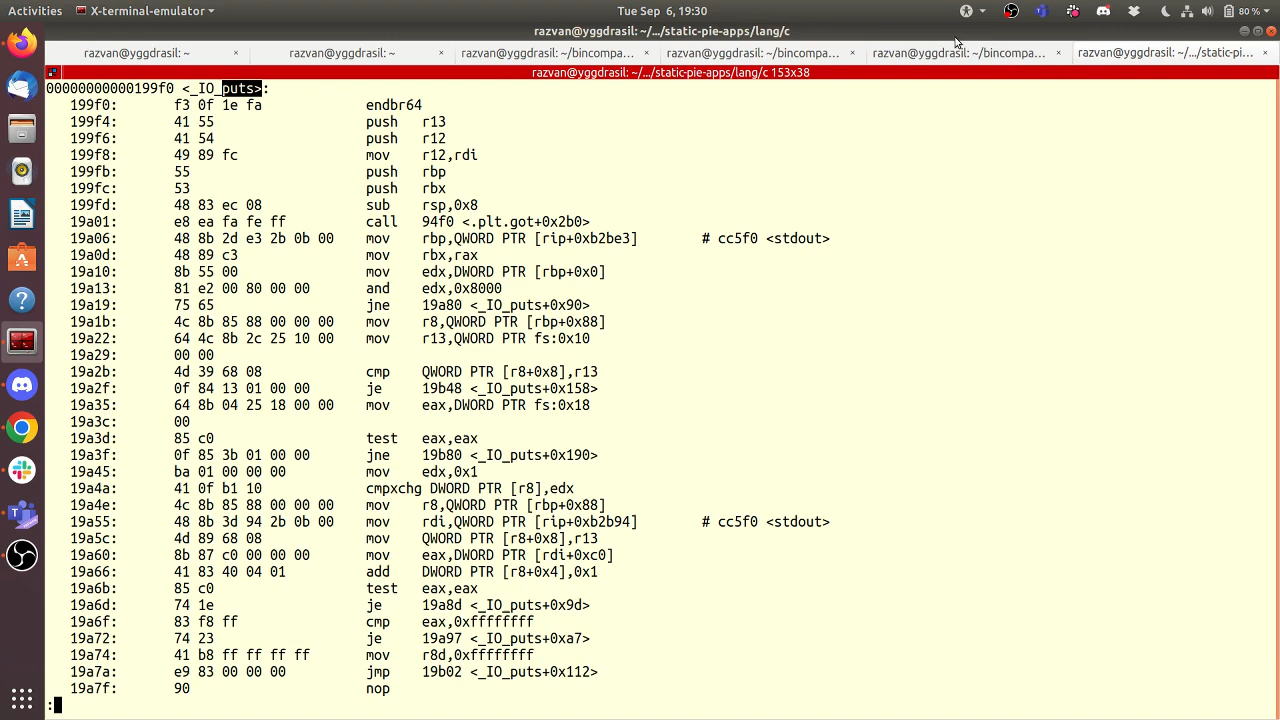 Activities X-terminal-emulator Tue Sep 6, 19:30 80 %
razvan@yggdrasil: ~/.../static-pie-apps/lang/c
razvan@yggdrasil: ~ × razvan@yggdrasil: ~ × razvan@yggdrasil: ~/bincompa... × razvan@yggdrasil: ~/bincompa... × razvan@yggdrasil: ~/bincompa... × razvan@yggdrasil: ~/.../static-pi... ×
razvan@yggdrasil: ~/.../static-pie-apps/lang/c 153x38
00000000000199f0 <_IO_puts>:
199f0: f3 0f 1e fa endbr64
199f4: 41 55 push r13
199f6: 41 54 push r12
199f8: 49 89 fc mov r12,rdi
199fb: 55 push rbp
199fc: 53 push rbx
199fd: 48 83 ec 08 sub rsp,0x8
19a01: e8 ea fa fe ff call 94f0 <.plt.got+0x2b0>
19a06: 48 8b 2d e3 2b 0b 00 mov rbp,QWORD PTR [rip+0xb2be3] # cc5f0 <stdout>
19a0d: 48 89 c3 mov rbx,rax
19a10: 8b 55 00 mov edx,DWORD PTR [rbp+0x0]
19a13: 81 e2 00 80 00 00 and edx,0x8000
19a19: 75 65 jne 19a80 <_IO_puts+0x90>
19a1b: 4c 8b 85 88 00 00 00 mov r8,QWORD PTR [rbp+0x88]
19a22: 64 4c 8b 2c 25 10 00 mov r13,QWORD PTR fs:0x10
19a29: 00 00
19a2b: 4d 39 68 08 cmp QWORD PTR [r8+0x8],r13
19a2f: 0f 84 13 01 00 00 je 19b48 <_IO_puts+0x158>
19a35: 64 8b 04 25 18 00 00 mov eax,DWORD PTR fs:0x18
19a3c: 00
19a3d: 85 c0 test eax,eax
19a3f: 0f 85 3b 01 00 00 jne 19b80 <_IO_puts+0x190>
19a45: ba 01 00 00 00 mov edx,0x1
19a4a: 41 0f b1 10 cmpxchg DWORD PTR [r8],edx
19a4e: 4c 8b 85 88 00 00 00 mov r8,QWORD PTR [rbp+0x88]
19a55: 48 8b 3d 94 2b 0b 00 mov rdi,QWORD PTR [rip+0xb2b94] # cc5f0 <stdout>
19a5c: 4d 89 68 08 mov QWORD PTR [r8+0x8],r13
19a60: 8b 87 c0 00 00 00 mov eax,DWORD PTR [rdi+0xc0]
19a66: 41 83 40 04 01 add DWORD PTR [r8+0x4],0x1
19a6b: 85 c0 test eax,eax
19a6d: 74 1e je 19a8d <_IO_puts+0x9d>
19a6f: 83 f8 ff cmp eax,0xffffffff
19a72: 74 23 je 19a97 <_IO_puts+0xa7>
19a74: 41 b8 ff ff ff ff mov r8d,0xffffffff
19a7a: e9 83 00 00 00 jmp 19b02 <_IO_puts+0x112>
19a7f: 90 nop
: